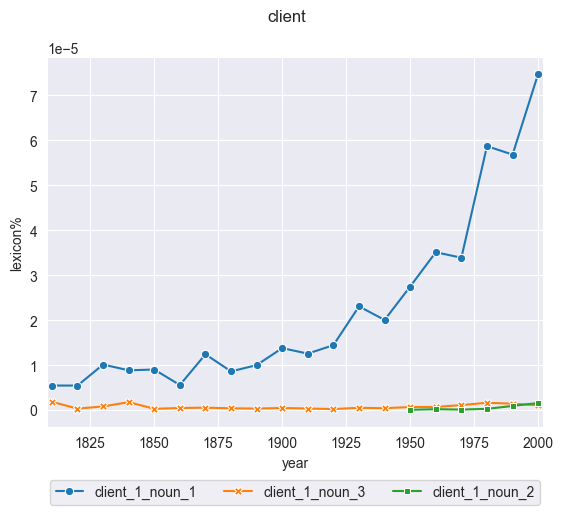 client
1e−5
7
6
5
4
3
2
1
0
lexicon%
1825 1850 1875 1900 1925 1950 1975 2000
year
client_1_noun_1 client_1_noun_3 client_1_noun_2